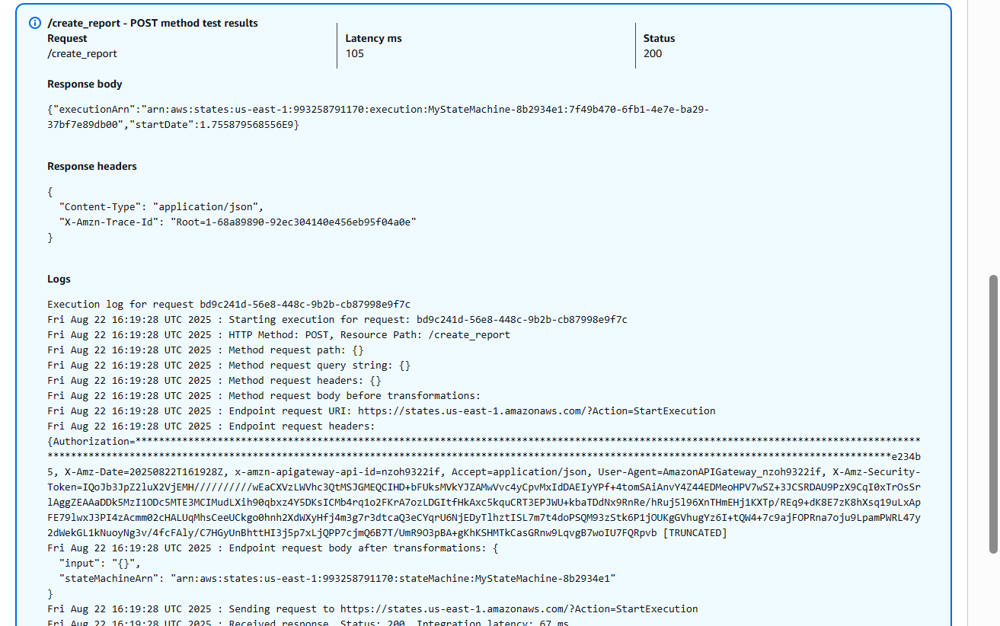 /create_report - POST method test results
Request
/create_report
Latency ms
105
Status
200
Response body
{"executionArn":"arn:aws:states:us-east-1:993258791170:execution:MyStateMachine-8b2934e1:7f49b470-6fb1-4e7e-ba29-
37bf7e89db00","startDate":1.755879568556E9}
Response headers
{
"Content-Type": "application/json",
"X-Amzn-Trace-Id": "Root=1-68a89890-92ec304140e456eb95f04a0e"
}
Logs
Execution log for request bd9c241d-56e8-448c-9b2b-cb87998e9f7c
Fri Aug 22 16:19:28 UTC 2025 : Starting execution for request: bd9c241d-56e8-448c-9b2b-cb87998e9f7c
Fri Aug 22 16:19:28 UTC 2025 : HTTP Method: POST, Resource Path: /create_report
Fri Aug 22 16:19:28 UTC 2025 : Method request path: {}
Fri Aug 22 16:19:28 UTC 2025 : Method request query string: {}
Fri Aug 22 16:19:28 UTC 2025 : Method request headers: {}
Fri Aug 22 16:19:28 UTC 2025 : Method request body before transformations:
Fri Aug 22 16:19:28 UTC 2025 : Endpoint request URI: https://states.us-east-1.amazonaws.com/?Action=StartExecution
Fri Aug 22 16:19:28 UTC 2025 : Endpoint request headers:
{Authorization=**************************************************************************************************************************************
************************************************************************************************************************************************e234b
5, X-Amz-Date=20250822T161928Z, x-amzn-apigateway-api-id=nzoh9322if, Accept=application/json, User-Agent=AmazonAPIGateway_nzoh9322if, X-Amz-Security-
Token=IQoJb3JpZ2luX2VjEMH//////////wEaCXVzLWVhc3QtMSJGMEQCIHD+bFUksMVkYJZAMwVvc4yCpvMxIdDAEIyYPf+4tomSAiAnvY4Z44EDMeoHPV7wSZ+3JCSRDAU9PzX9CqI0xTrOsSr
lAggZEAAaDDk5MzI1ODc5MTE3MCIMudLXih90qbxz4Y5DKsICMb4rq1o2FKrA7ozLDGItfHkAxc5kquCRT3EPJWU+kbaTDdNx9RnRe/hRuj5l96XnTHmEHj1KXTp/REq9+dK8E7zK8hXsq19uLxAp
FE79lwxJ3PI4zAcmm02cHALUqMhsCeeUCkgo0hnh2XdWXyHfj4m3g7r3dtcaQ3eCYqrU6NjEDyTlhztISL7m7t4doPSQM93zStk6P1jOUKgGVhugYz6I+tQW4+7c9ajFOPRna7oju9LpamPWRL47y
2dWekGL1kNuoyNg3v/4fcFAly/C7HGyUnBhttHI3j5p7xLjQPP7cjmQ6B7T/UmR9O3pBA+gKhKSHMTkCasGRnw9LqvgB7woIU7FQRpvb [TRUNCATED]
Fri Aug 22 16:19:28 UTC 2025 : Endpoint request body after transformations: {
"input": "{}",
"stateMachineArn": "arn:aws:states:us-east-1:993258791170:stateMachine:MyStateMachine-8b2934e1"
}
Fri Aug 22 16:19:28 UTC 2025 : Sending request to https://states.us-east-1.amazonaws.com/?Action=StartExecution
Fri Aug 22 16:19:28 UTC 2025 : Received response. Status: 200, Integration latency: 67 ms